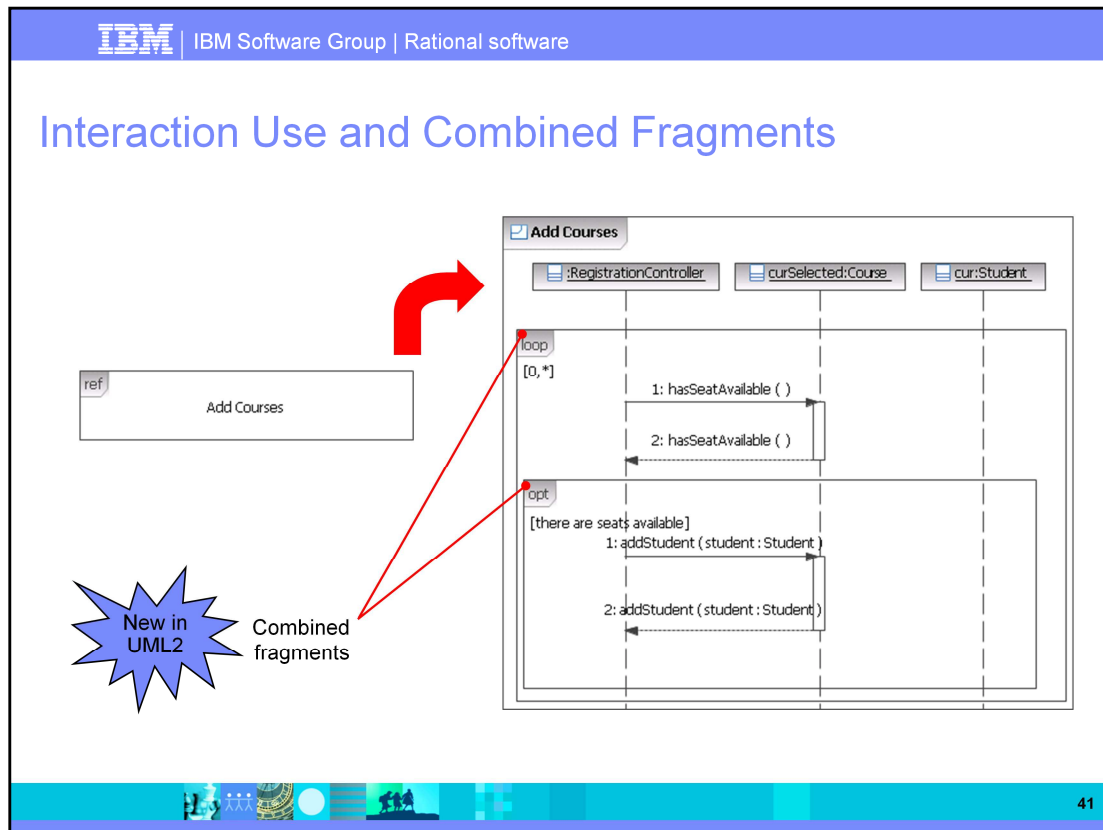 IBM | IBM Software Group | Rational software
Interaction Use and Combined Fragments
Add Courses
:RegistrationController
curSelected:Course
cur:Student
loop
[0,*]
1: hasSeatAvailable ( )
ref
Add Courses
2: hasSeatAvailable ( )
opt
[there are seats available]
1: addStudent ( student : Student )
2: addStudent ( student : Student )
New in
UML2
Combined
fragments
41